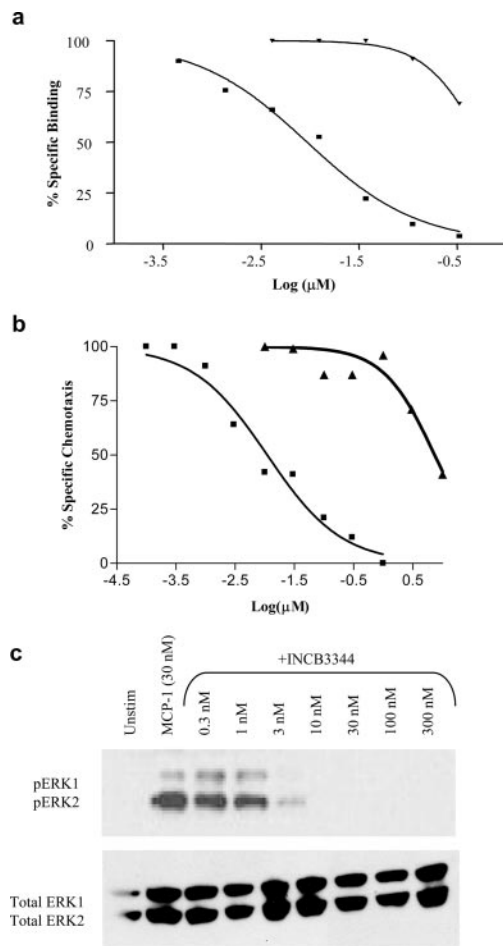 a
% Specific Binding
100
75
50
25
0
-3.5
-2.5
-1.5
-0.5
Log (µM)
b
% Specific Chemotaxis
100
75
50
25
0
-4.5
-3.5
-2.5
-1.5
-0.5
0.5
Log(µM)
c
+INCB3344
Unstim
MCP-1 (30 nM)
0.3 nM
1 nM
3 nM
10 nM
30 nM
100 nM
300 nM
pERK1
pERK2
Total ERK1
Total ERK2